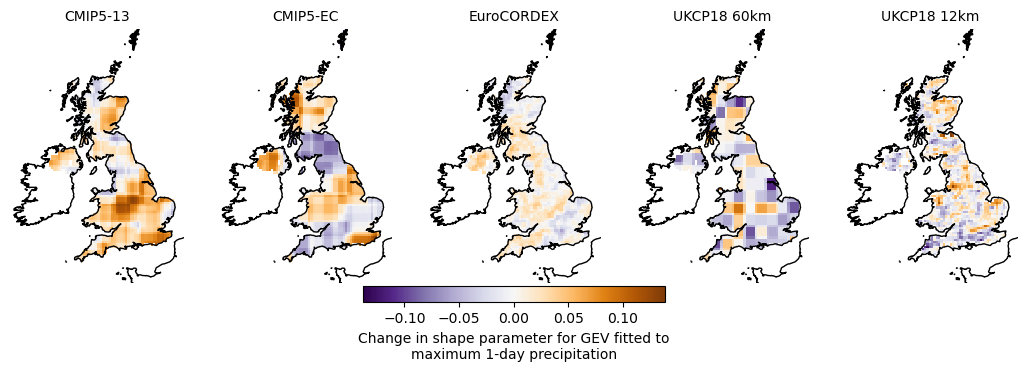 CMIP5-13
CMIP5-EC
EuroCORDEX
UKCP18 60km
UKCP18 12km
−0.10
−0.05
0.00
0.05
0.10
Change in shape parameter for GEV fitted to
maximum 1-day precipitation